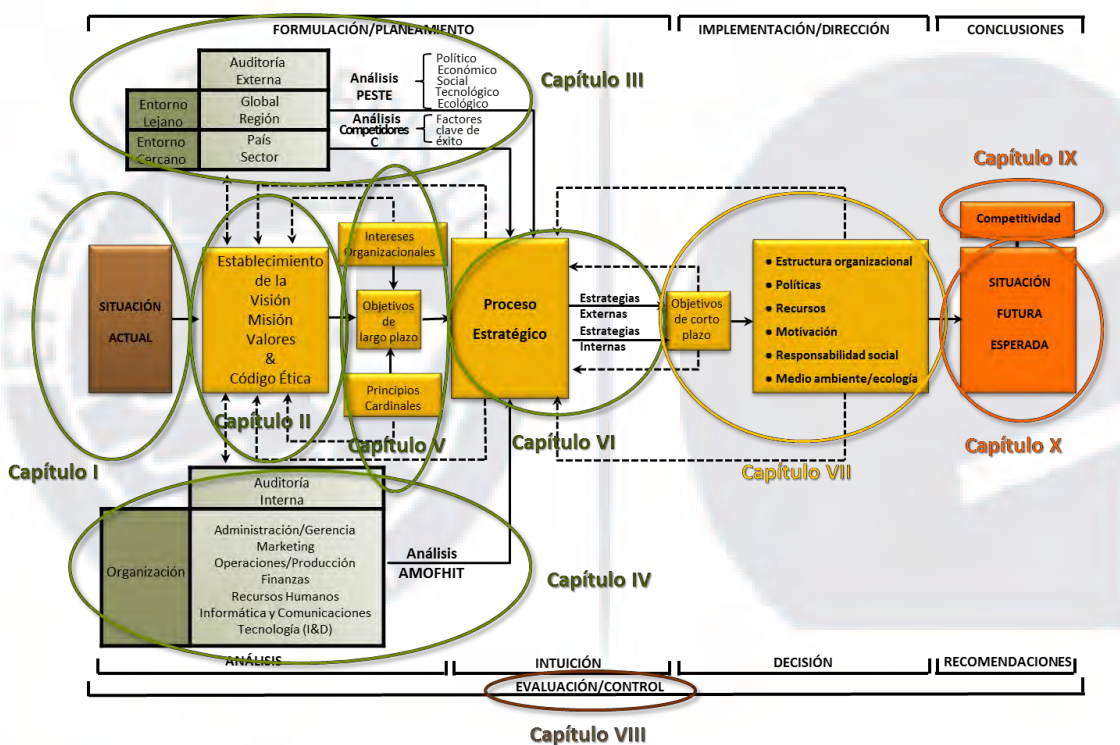 FORMULACIÓN/PLANEAMIENTO
IMPLEMENTACIÓN/DIRECCIÓN
CONCLUSIONES
Auditoría
Externa
Entorno
Lejano
Global
Región
Entorno
Cercano
País
Sector
Análisis
PESTE
Político
Económico
Social
Tecnológico
Ecológico
Análisis
Competidores
C
Factores
clave de
éxito
Capítulo III
Capítulo IX
Competitividad
SITUACIÓN
ACTUAL
Capítulo I
Establecimiento
de la
Visión
Misión
Valores
&
Código Ética
Capítulo II
Intereses
Organizacionales
Objetivos
de
largo plazo
Principios
Cardinales
Capítulo V
Proceso
Estratégico
Estrategias
Externas
Estrategias
Internas
Capítulo VI
Objetivos
de corto
plazo
● Estructura organizacional
● Políticas
● Recursos
● Motivación
● Responsabilidad social
● Medio ambiente/ecología
Capítulo VII
SITUACIÓN
FUTURA
ESPERADA
Capítulo X
Auditoría
Interna
Organización
Administración/Gerencia
Marketing
Operaciones/Producción
Finanzas
Recursos Humanos
Informática y Comunicaciones
Tecnología (I&D)
Análisis
AMOFHIT
Capítulo IV
ANÁLISIS
INTUICIÓN
DECISIÓN
RECOMENDACIONES
EVALUACIÓN/CONTROL
Capítulo VIII